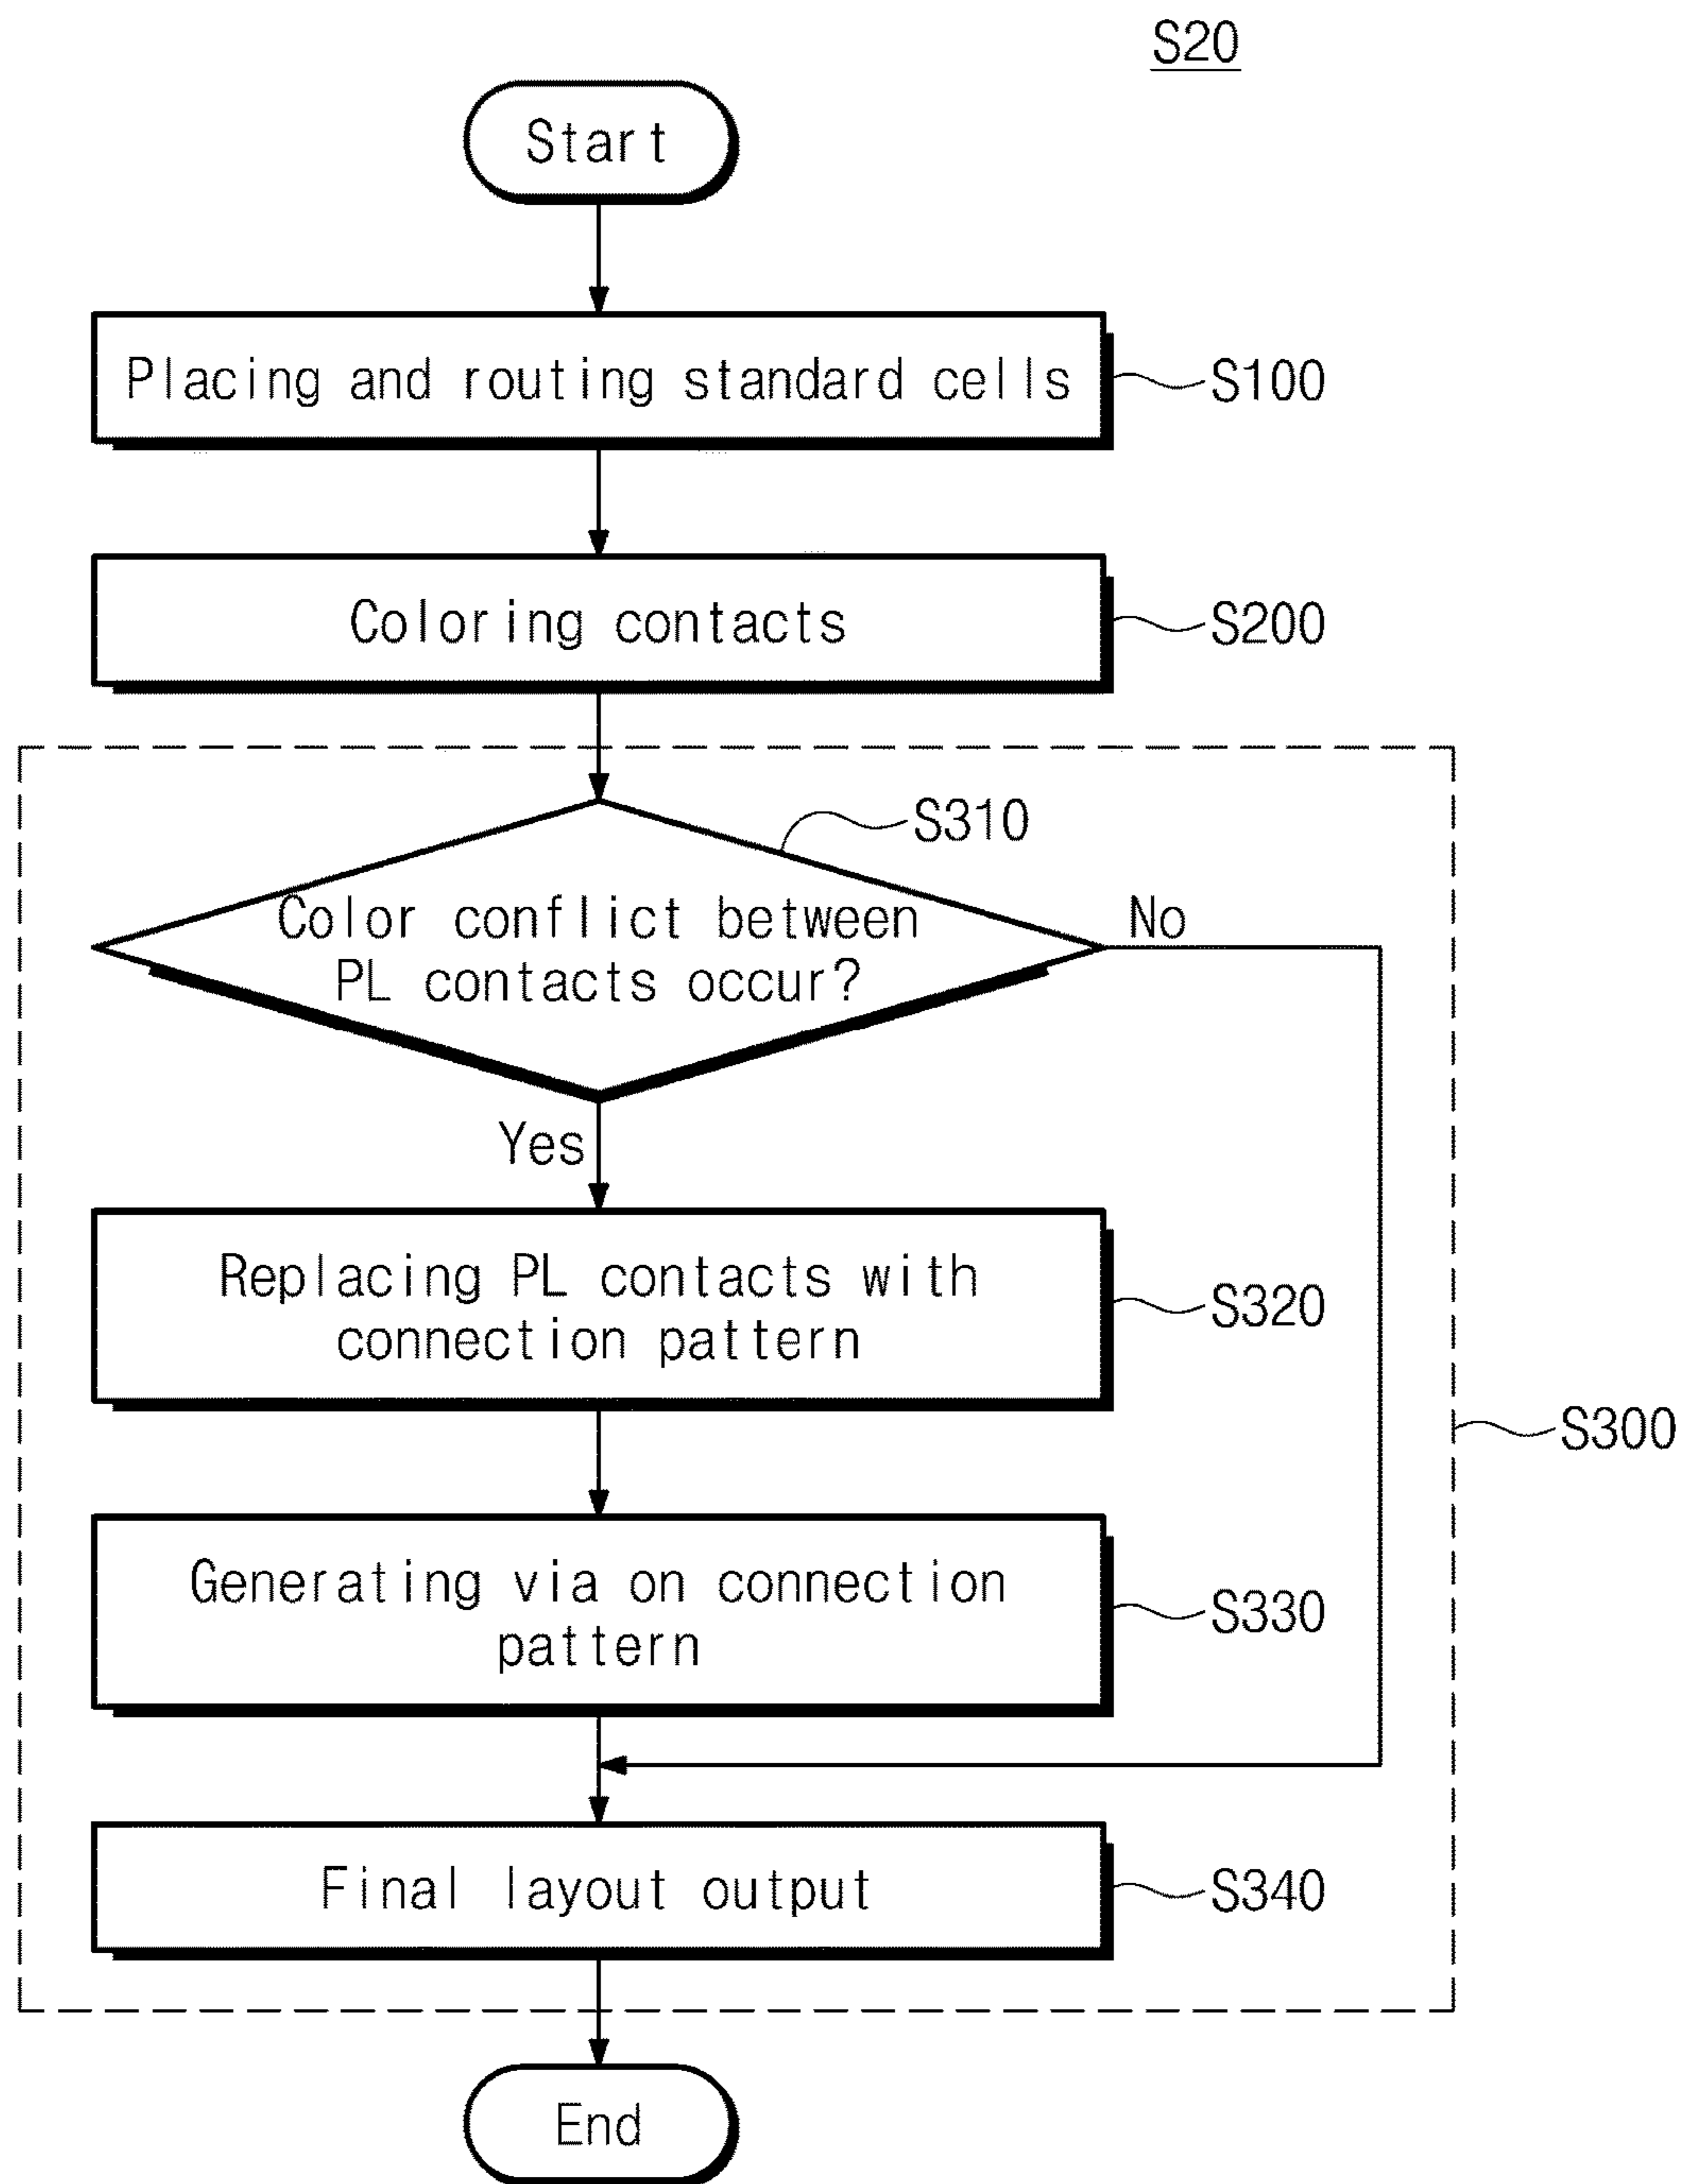 S20
Start
Placing and routing standard cells
S100
Coloring contacts
S200
S310
Color conflict between
PL contacts occur?
No
Yes
Replacing PL contacts with
connection pattern
S320
S300
Generating via on connection
pattern
S330
Final layout output
S340
End